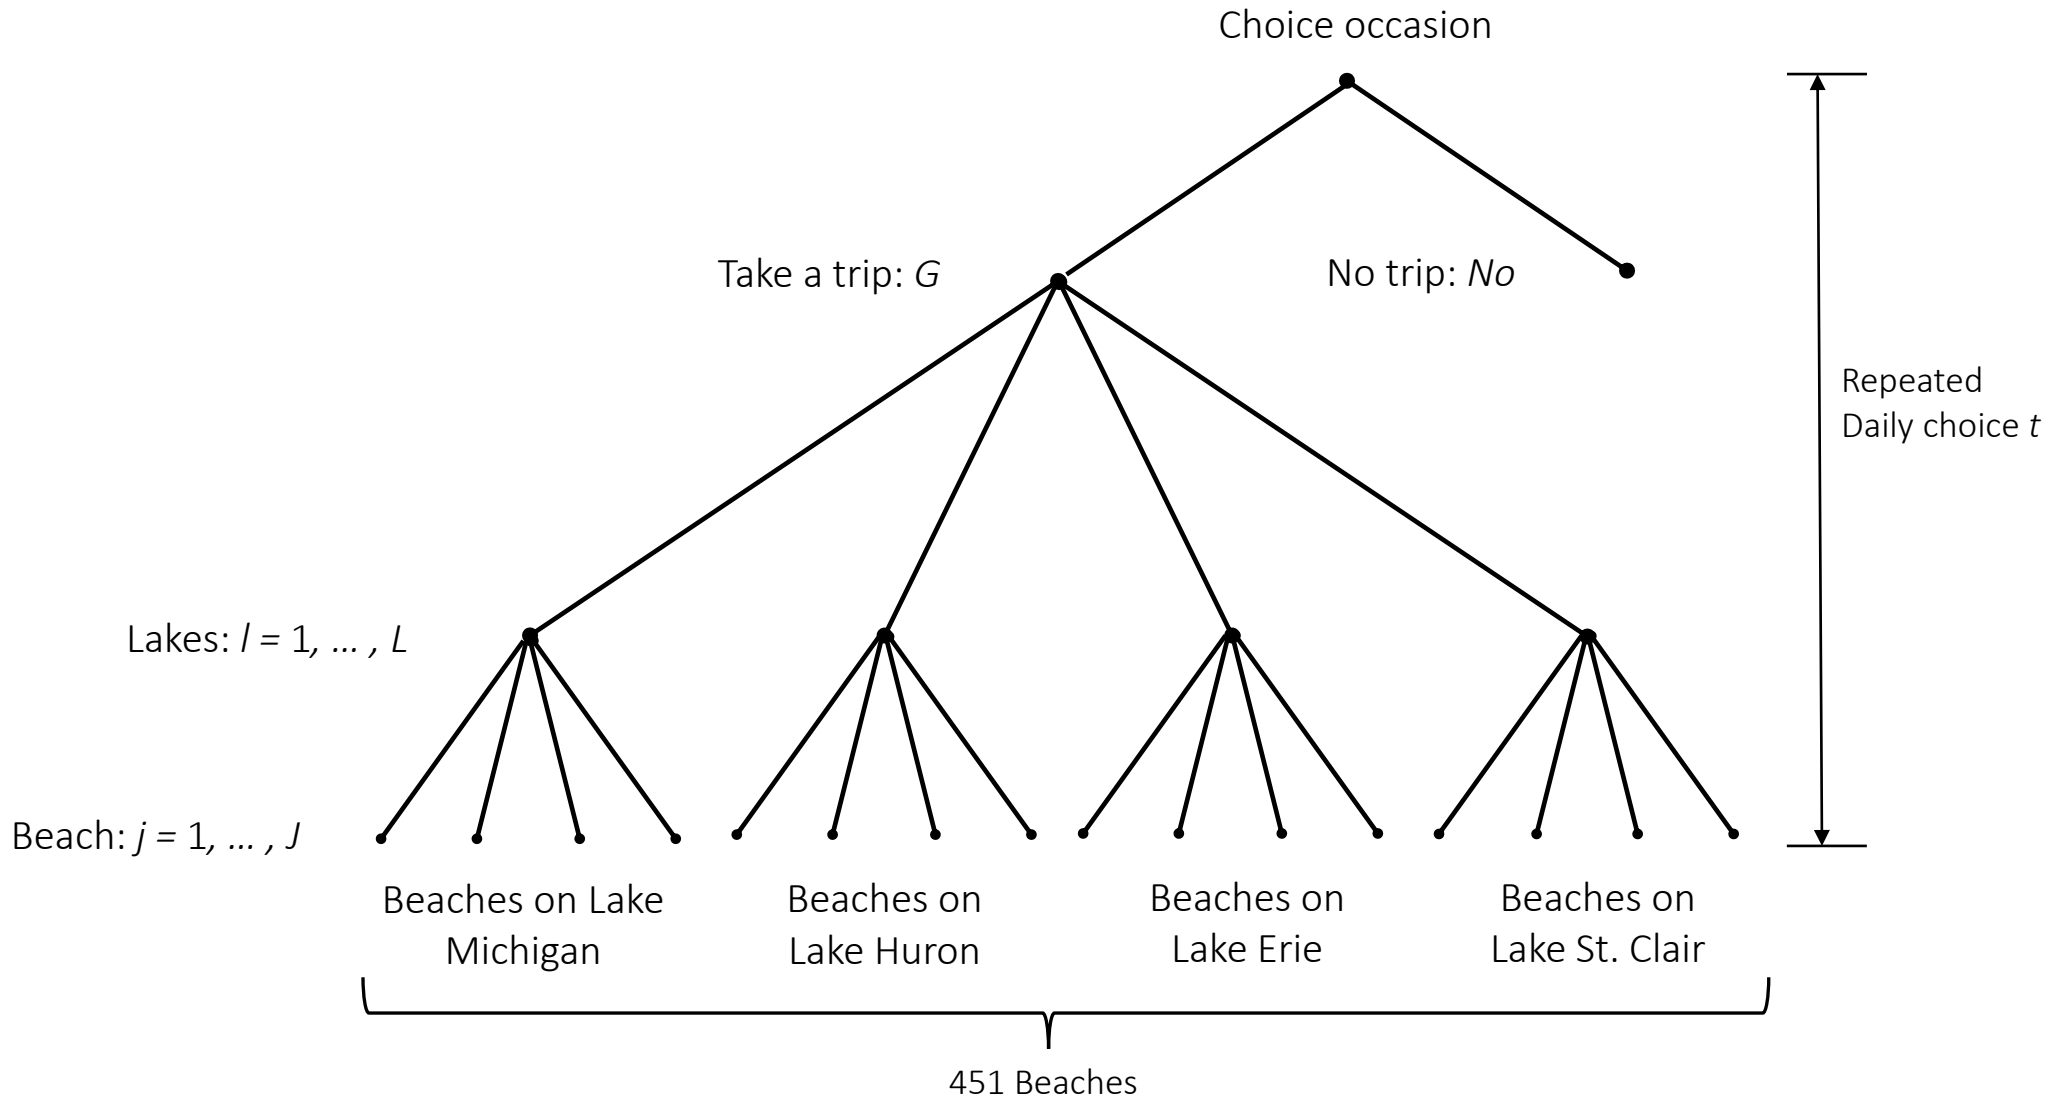 Choice occasion
Take a trip: G
No trip: No
Repeated
Daily choice t
Lakes: l = 1, ... , L
Beach: j = 1, ... , J
Beaches on Lake
Michigan
Beaches on
Lake Huron
Beaches on
Lake Erie
Beaches on
Lake St. Clair
451 Beaches